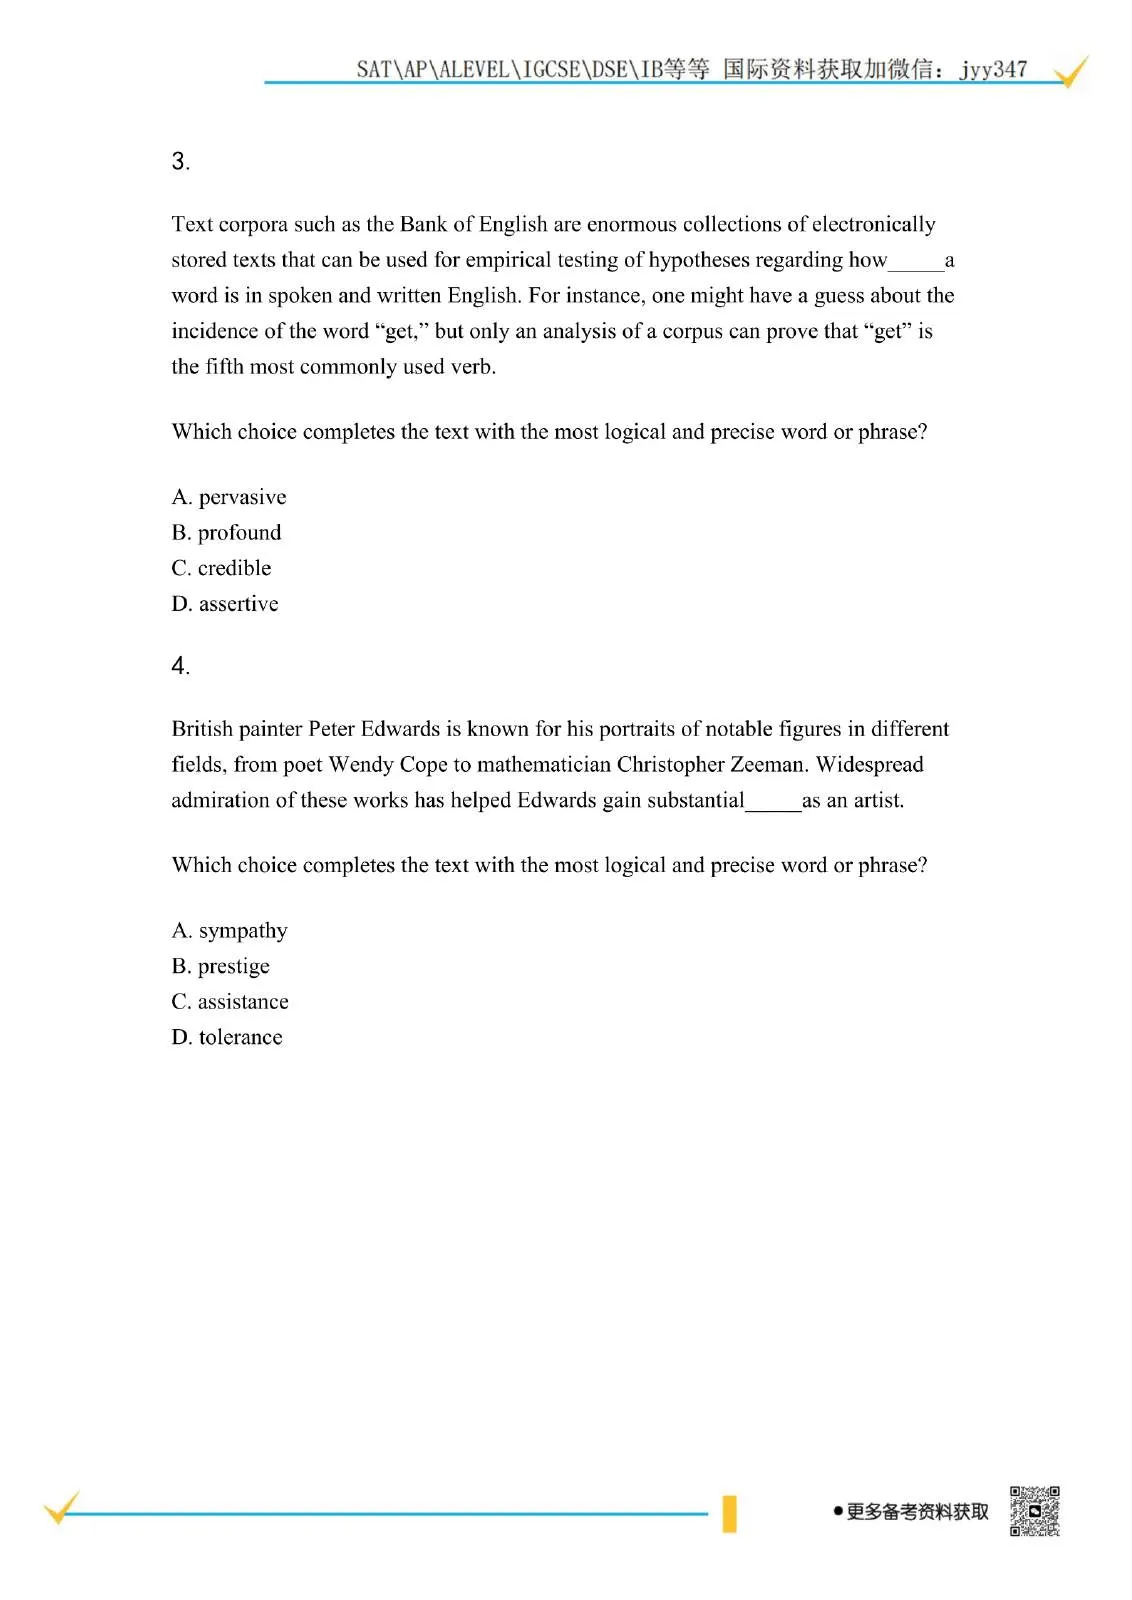 SAT\AP\ALEVEL\IGCSE\DSE\IB等等 国际资料获取加微信：jyy347
3.
Text corpora such as the Bank of English are enormous collections of electronically
stored texts that can be used for empirical testing of hypotheses regarding how_____a
word is in spoken and written English. For instance, one might have a guess about the
incidence of the word “get,” but only an analysis of a corpus can prove that “get” is
the fifth most commonly used verb.
Which choice completes the text with the most logical and precise word or phrase?
A. pervasive
B. profound
C. credible
D. assertive
4.
British painter Peter Edwards is known for his portraits of notable figures in different
fields, from poet Wendy Cope to mathematician Christopher Zeeman. Widespread
admiration of these works has helped Edwards gain substantial_____as an artist.
Which choice completes the text with the most logical and precise word or phrase?
A. sympathy
B. prestige
C. assistance
D. tolerance
●更多备考资料获取